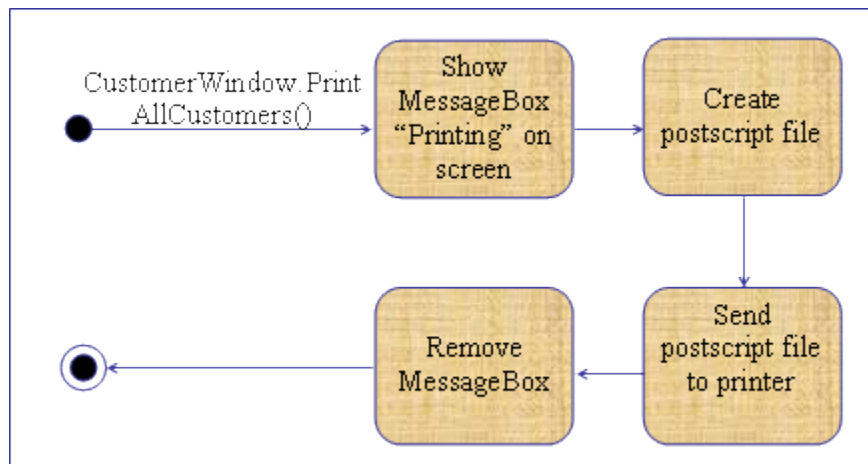 CustomerWindow.Print
AllCustomers()
Show
MessageBox
“Printing” on
screen
Create
postscript file
Send
postscript file
to printer
Remove
MessageBox